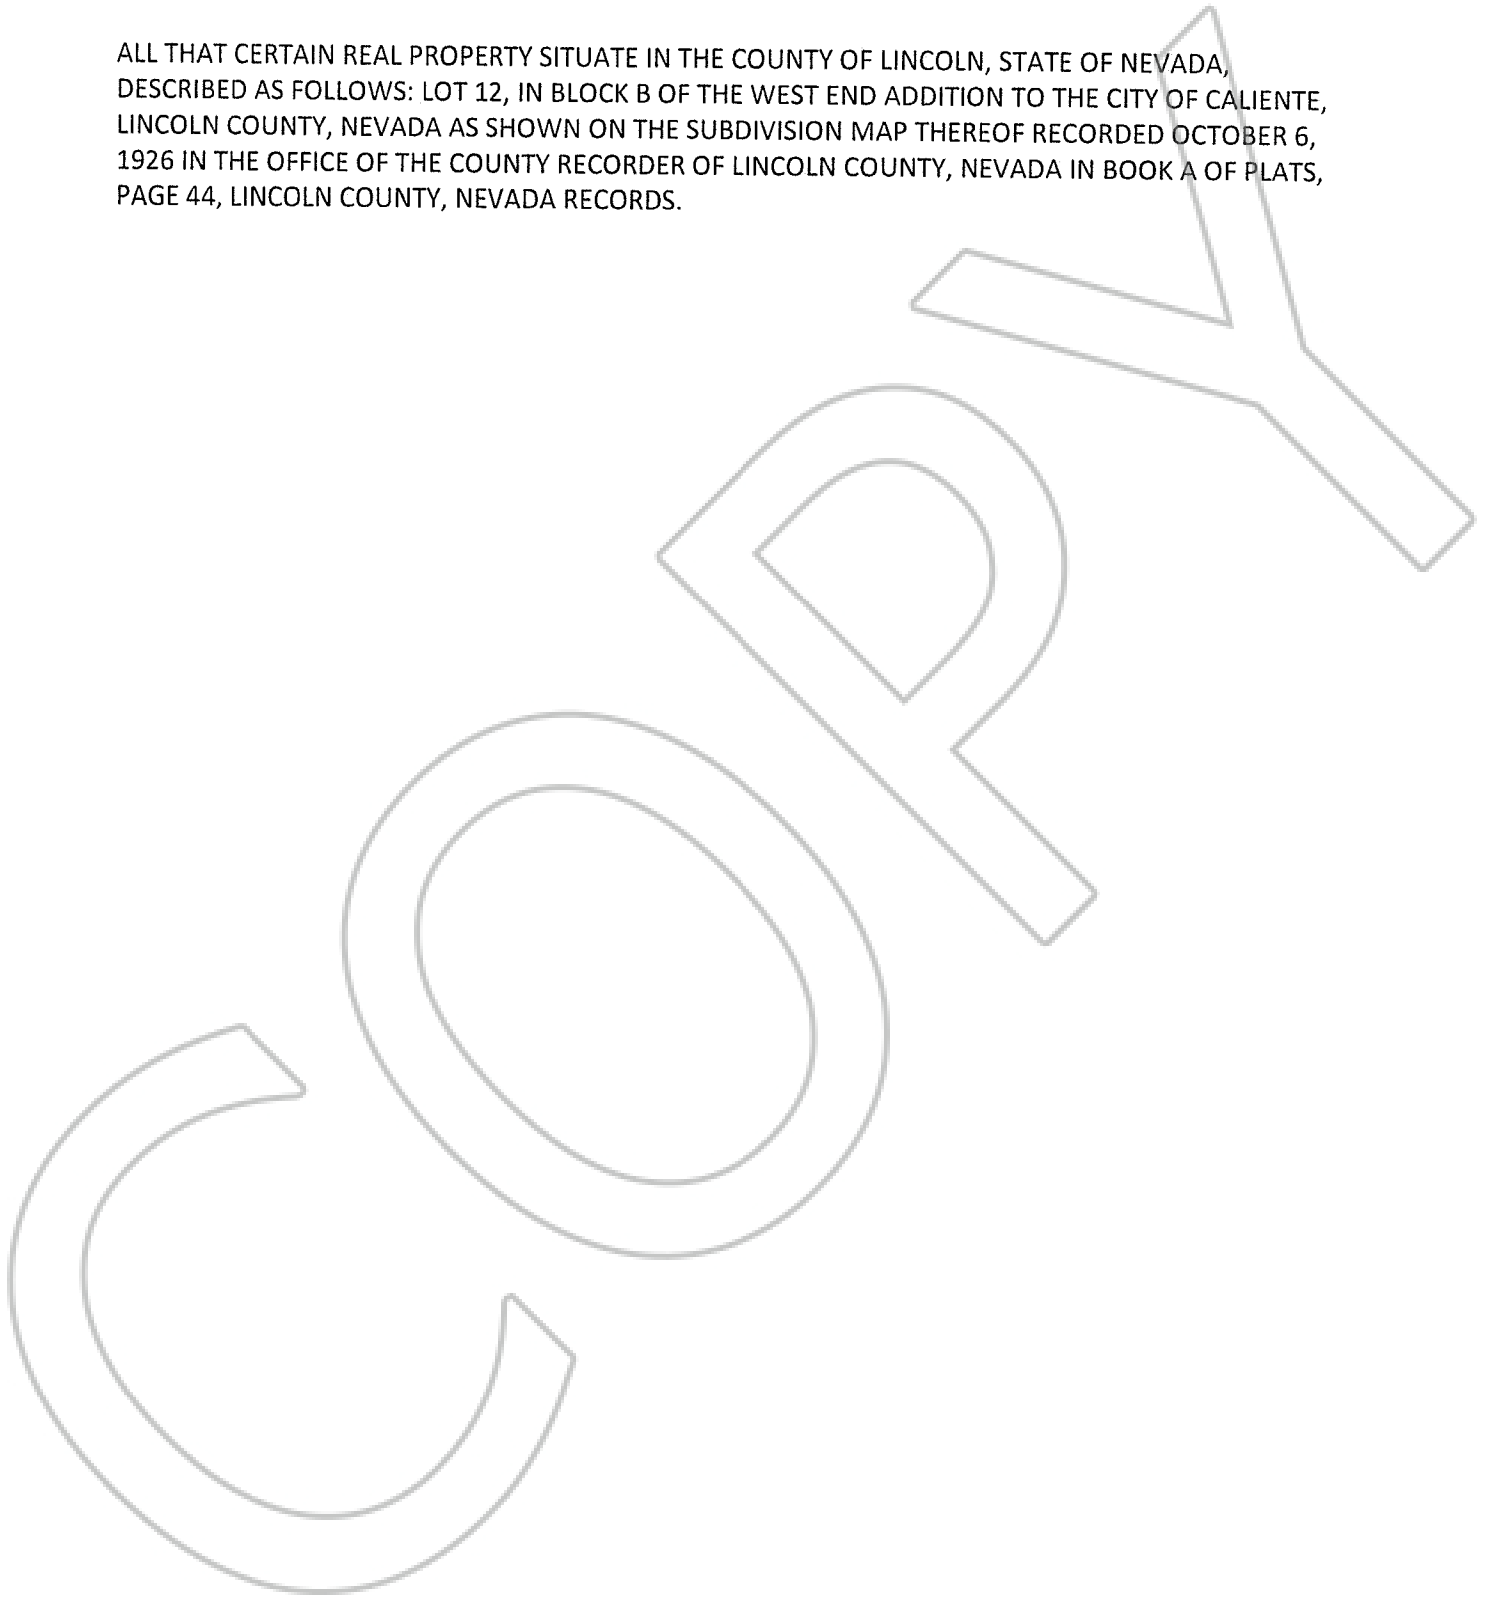 ALL THAT CERTAIN REAL PROPERTY SITUATE IN THE COUNTY OF LINCOLN, STATE OF NEVADA,
DESCRIBED AS FOLLOWS: LOT 12, IN BLOCK B OF THE WEST END ADDITION TO THE CITY OF CALIENTE,
LINCOLN COUNTY, NEVADA AS SHOWN ON THE SUBDIVISION MAP THEREOF RECORDED OCTOBER 6,
1926 IN THE OFFICE OF THE COUNTY RECORDER OF LINCOLN COUNTY, NEVADA IN BOOK A OF PLATS,
PAGE 44, LINCOLN COUNTY, NEVADA RECORDS.
COPY